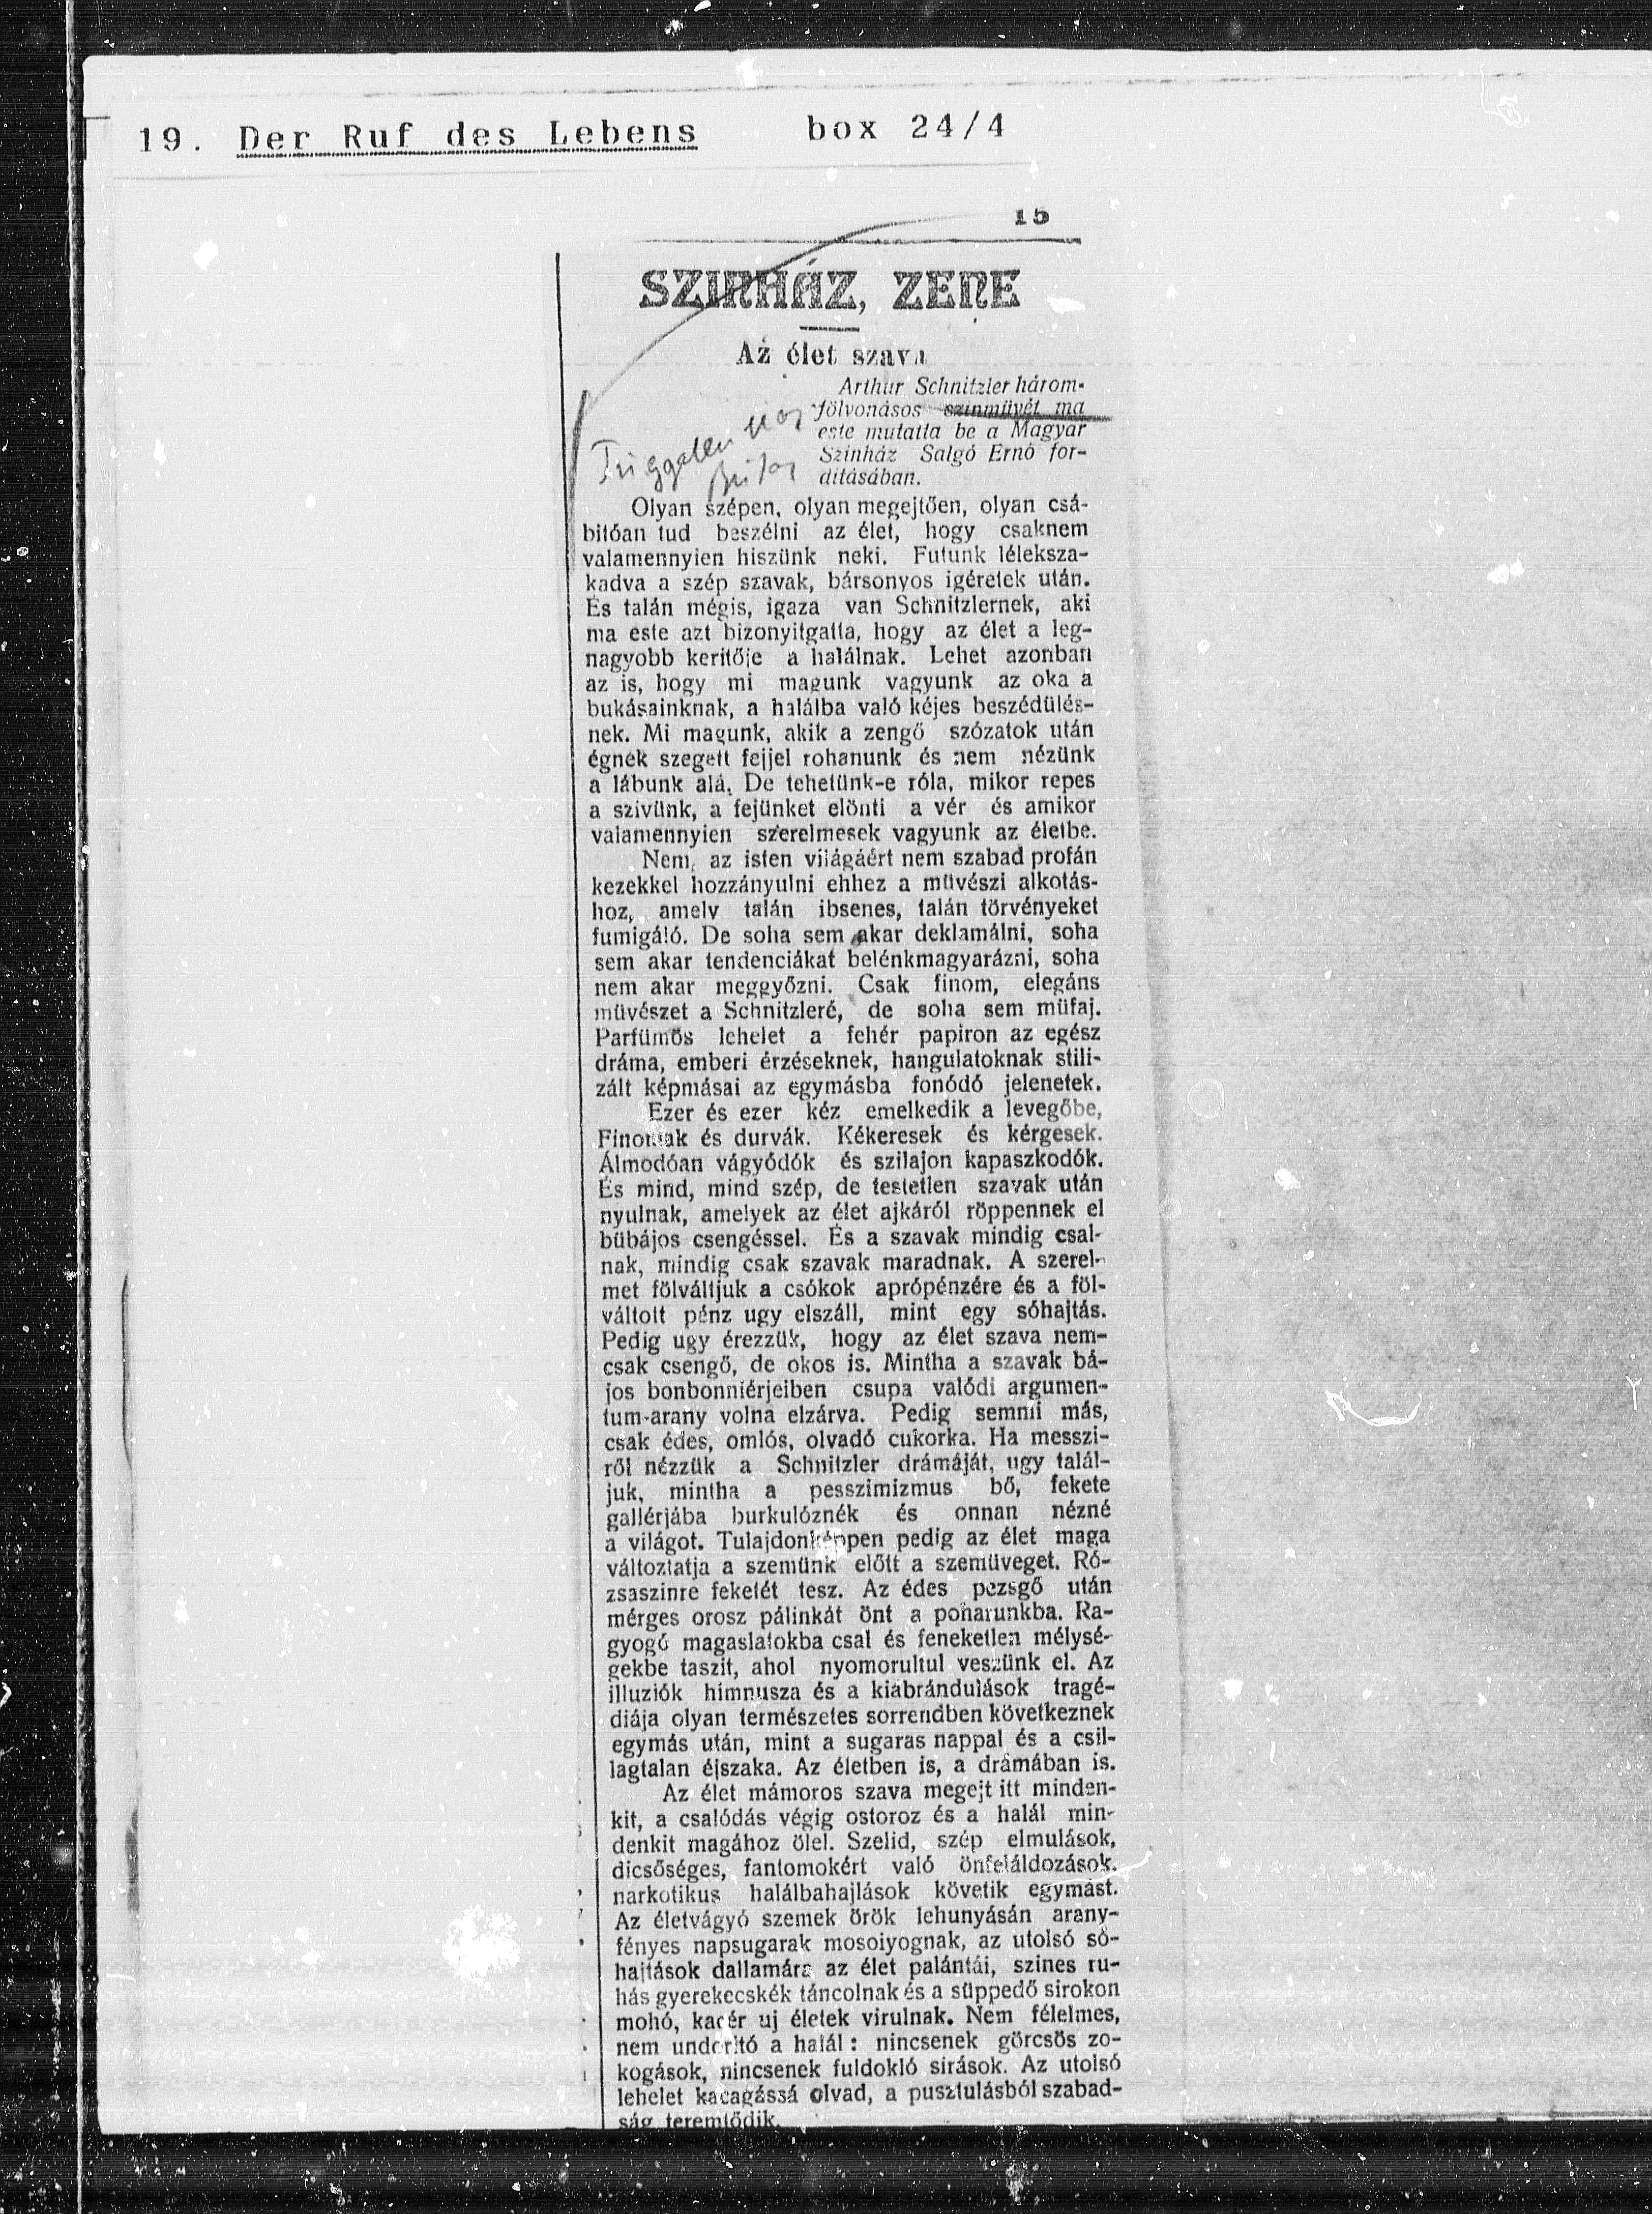 19. Der Ruf des Lebens box 24/4
15
SZINHÁZ, ZENE
Az élet szava
Arthur Schnitzler három-
fölvonásos szinmüvét ma
este mutatta be a Magyar
Szinház Salgó Ernő for-
ditásában.
Olyan szépen, olyan megejtően, olyan csá-
bitóan tud beszélni az élet, hogy csaknem
valamennyien hiszünk neki. Futunk léleksza-
kadva a szép szavak, bársonyos igéretek után.
És talán mégis, igaza van Schnitzlernek, aki
ma este azt bizonyitgatta, hogy az élet a leg-
nagyobb keritője a halálnak. Lehet azonban
az is, hogy mi magunk vagyunk az oka a
bukásainknak, a halálba való kéjes beszédülés-
nek. Mi magunk, akik a zengő szózatok után
égnek szegett fejjel rohanunk és nem nézünk
a lábunk alá. De tehetünk-e róla, mikor repes
a szivünk, a fejünket elönti a vér és amikor
valamennyien szerelmesek vagyunk az életbe.
Nem, az isten világáért nem szabad profán
kezekkel hozzányulni ehhez a müvészi alkotás-
hoz, amely talán ibsenes, talán törvényeket
fumigáló. De soha sem akar deklamálni, soha
sem akar tendenciákat belénkmagyarázni, soha
nem akar meggyőzni. Csak finom, elegáns
müvészet a Schnitzleré, de soha sem müfaj.
Parfümös lehelet a fehér papiron az egész
dráma, emberi érzéseknek, hangulatoknak stili-
zált képmásai az egymásba fonódó jelenetek.
Ezer és ezer kéz emelkedik a levegőbe,
Finomak és durvák. Kékeresek és kérgesek.
Álmodóan vágyódók és szilajon kapaszkodók.
És mind, mind szép, de testetlen szavak után
nyulnak, amelyek az élet ajkáról röppennek el
bübájos csengéssel. És a szavak mindig csal-
nak, mindig csak szavak maradnak. A szerel-
met fölváltjuk a csókok aprópénzére és a föl-
váltott pénz ugy elszáll, mint egy sóhajtás.
Pedig ugy érezzük, hogy az élet szava nem-
csak csengő, de okos is. Mintha a szavak bá-
jos bonbonniérjeiben csupa valódi argumen-
tum-arany volna elzárva. Pedig semmi más,
csak édes, omlós, olvadó cukorka. Ha messzi-
ről nézzük a Schnitzler drámáját, ugy talál-
juk, mintha a pesszimizmus bő, fekete
gallérjába burkulóznék és onnan nézné
a világot. Tulajdonképpen pedig az élet maga
változtatja a szemünk előtt a szemüveget. Ró-
zsaszinre feketét tesz. Az édes pezsgő után
mérges orosz pálinkát önt a poharunkba. Ra-
gyogó magaslatokba csal és feneketlen mélysé-
gekbe taszit, ahol nyomorultul veszünk el. Az
illuziók himnusza és a kiábrándulások tragé-
diája olyan természetes sorrendben következnek
egymás után, mint a sugaras nappal és a csil-
lagtalan éjszaka. Az életben is, a drámában is.
Az élet mámoros szava megejt itt minden-
kit, a csalódás végig ostoroz és a halál min-
denkit magához ölel. Szelid, szép elmulások,
dicsőséges, fantomokért való önfeláldozások,
narkotikus halálbahajlások követik egymást.
Az életvágyó szemek örök lehunyásán arany-
fényes napsugarak mosolyognak, az utolsó só-
hajtások dallamára az élet palántái, szines ru-
hás gyerekecskék táncolnak és a süppedő sirokon
mohó, kacér uj életek virulnak. Nem félelmes,
nem undoritó a halál: nincsenek görcsös zo-
kogások, nincsenek fuldokló sirások. Az utolsó
lehelet kacagássá olvad, a pusztulásból szabad-
ság teremtődik.